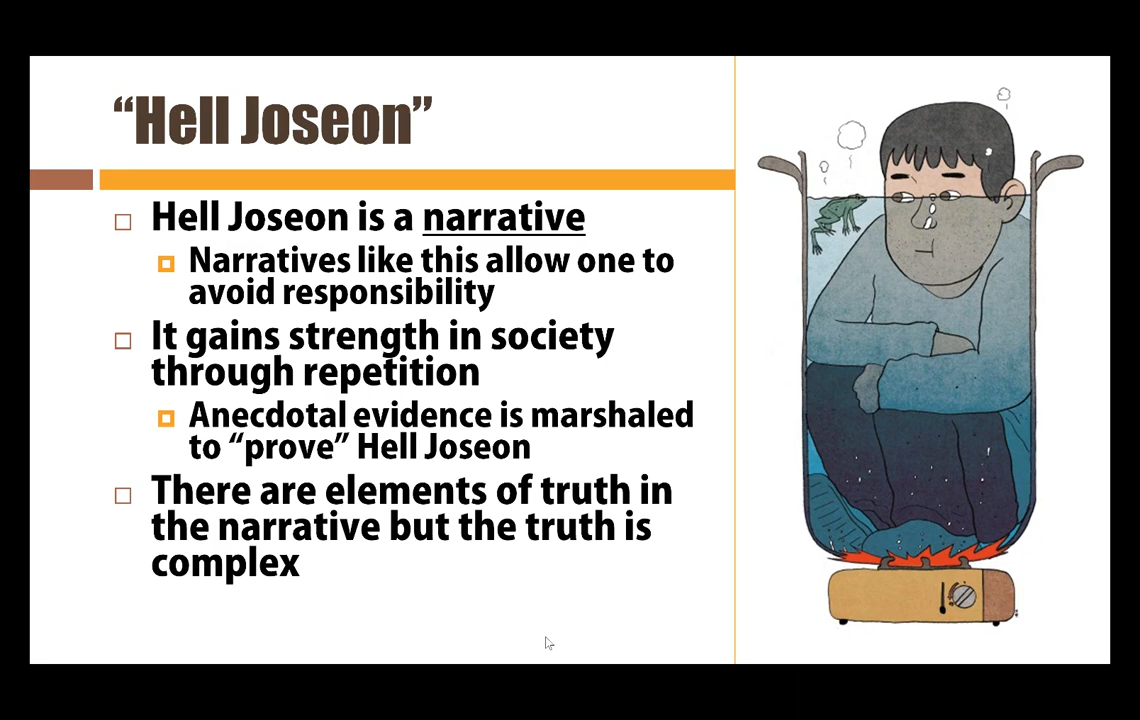 “Hell Joseon”
Hell Joseon is a narrative
Narratives like this allow one to
avoid responsibility
It gains strength in society
through repetition
Anecdotal evidence is marshaled
to “prove” Hell Joseon
There are elements of truth in
the narrative but the truth is
complex